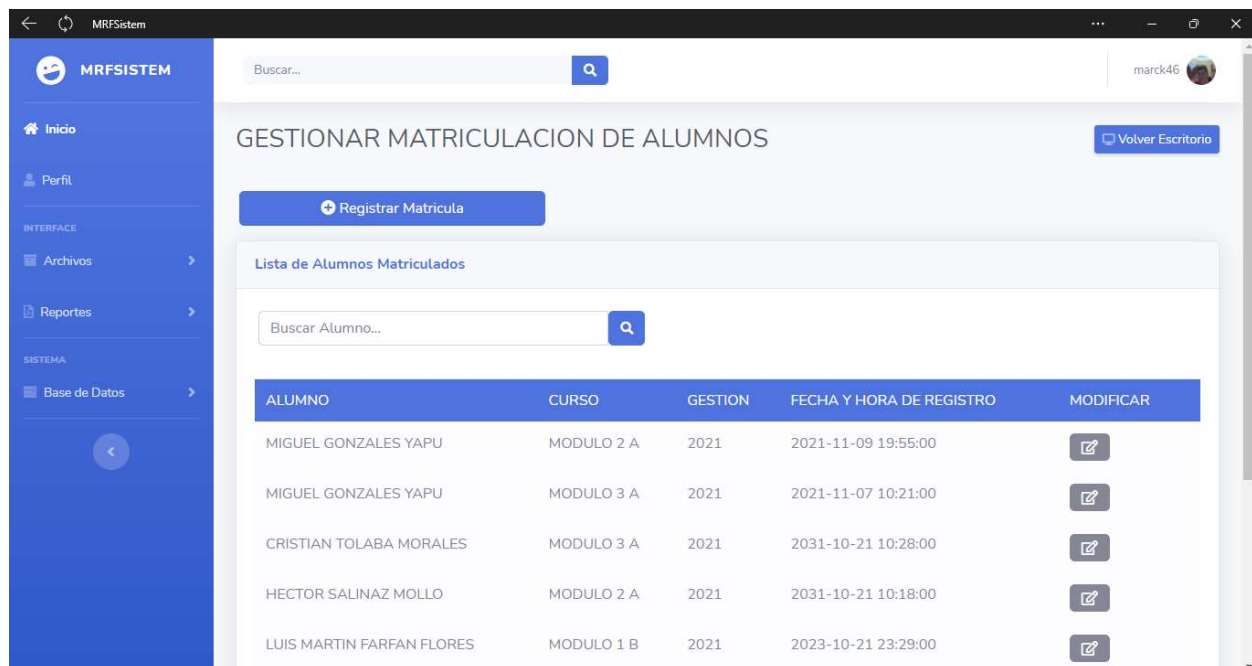 MRFSistem
MRFSISTEM
Inicio
Perfil
INTERFACE
Archivos
Reportes
SISTEMA
Base de Datos
Buscar...
marck46
GESTIONAR MATRICULACION DE ALUMNOS
Volver Escritorio
Registrar Matricula
Lista de Alumnos Matriculados
Buscar Alumno...
ALUMNO CURSO GESTION FECHA Y HORA DE REGISTRO MODIFICAR
MIGUEL GONZALES YAPU MODULO 2 A 2021 2021-11-09 19:55:00
MIGUEL GONZALES YAPU MODULO 3 A 2021 2021-11-07 10:21:00
CRISTIAN TOLABA MORALES MODULO 3 A 2021 2031-10-21 10:28:00
HECTOR SALINAZ MOLLO MODULO 2 A 2021 2031-10-21 10:18:00
LUIS MARTIN FARFAN FLORES MODULO 1 B 2021 2023-10-21 23:29:00